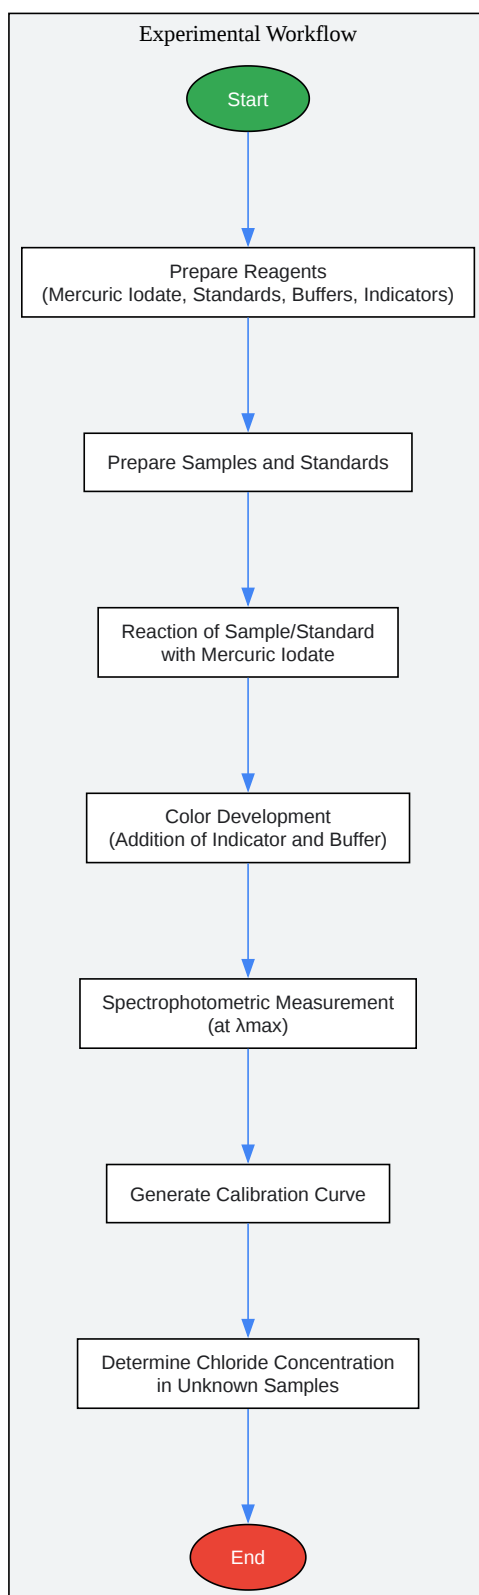 Experimental Workflow
Start
Prepare Reagents
(Mercuric Iodate, Standards, Buffers, Indicators)
Prepare Samples and Standards
Reaction of Sample/Standard
with Mercuric Iodate
Color Development
(Addition of Indicator and Buffer)
Spectrophotometric Measurement
(at λmax)
Generate Calibration Curve
Determine Chloride Concentration
in Unknown Samples
End